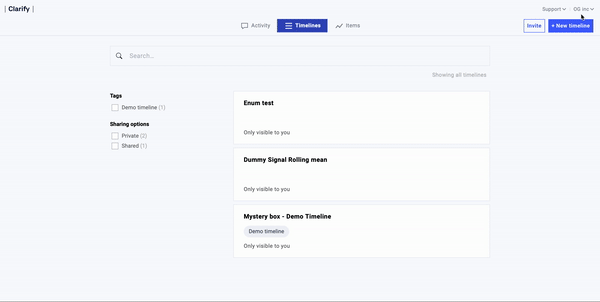 | Clarify |
Support
OG inc
Activity
Timelines
Items
Invite
+ New timeline
Search...
Showing all timelines
Tags
Demo timeline (1)
Sharing options
Private (2)
Shared (1)
Enum test
Only visible to you
Dummy Signal Rolling mean
Only visible to you
Mystery box - Demo Timeline
Demo timeline
Only visible to you